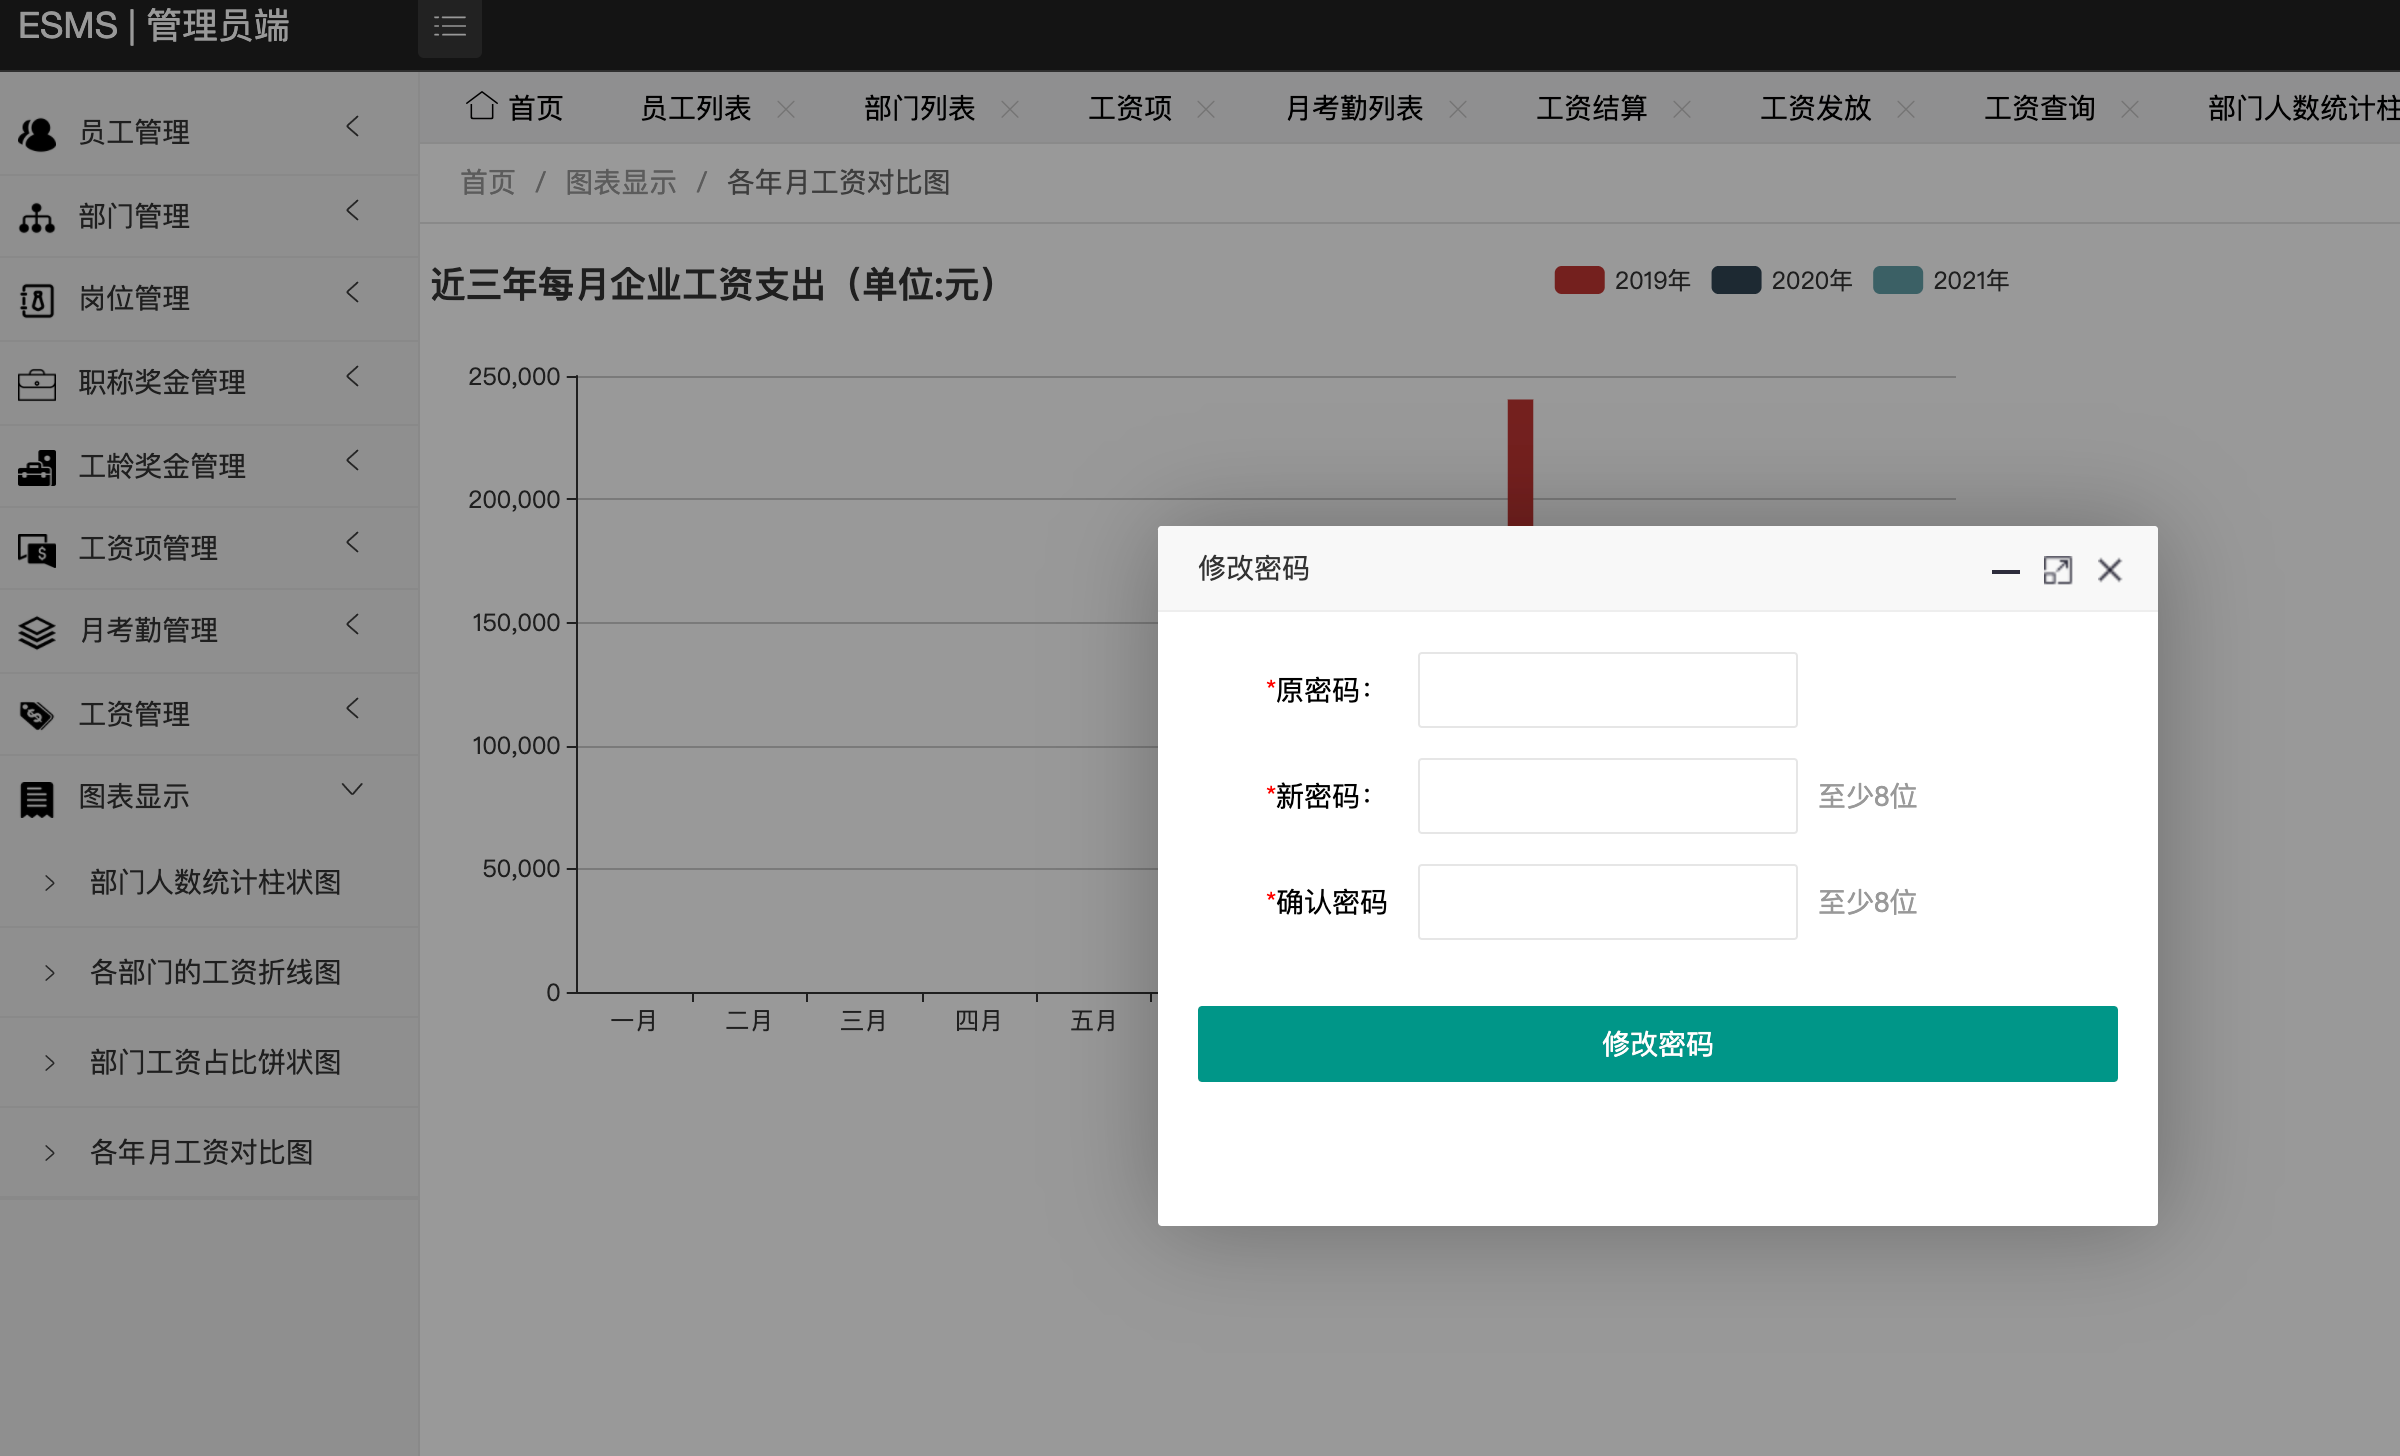 ESMS | 管理员端
员工管理
部门管理
岗位管理
职称奖金管理
工龄奖金管理
工资项管理
月考勤管理
工资管理
图表显示
部门人数统计柱状图
各部门的工资折线图
部门工资占比饼状图
各年月工资对比图
首页 员工列表 部门列表 工资项 月考勤列表 工资结算 工资发放 工资查询 部门人数统计柱
首页 / 图表显示 / 各年月工资对比图
近三年每月企业工资支出（单位:元）
2019年 2020年 2021年
250,000
200,000
150,000
100,000
50,000
0
一月 二月 三月 四月 五月
修改密码
*原密码：
*新密码： 至少8位
*确认密码 至少8位
修改密码